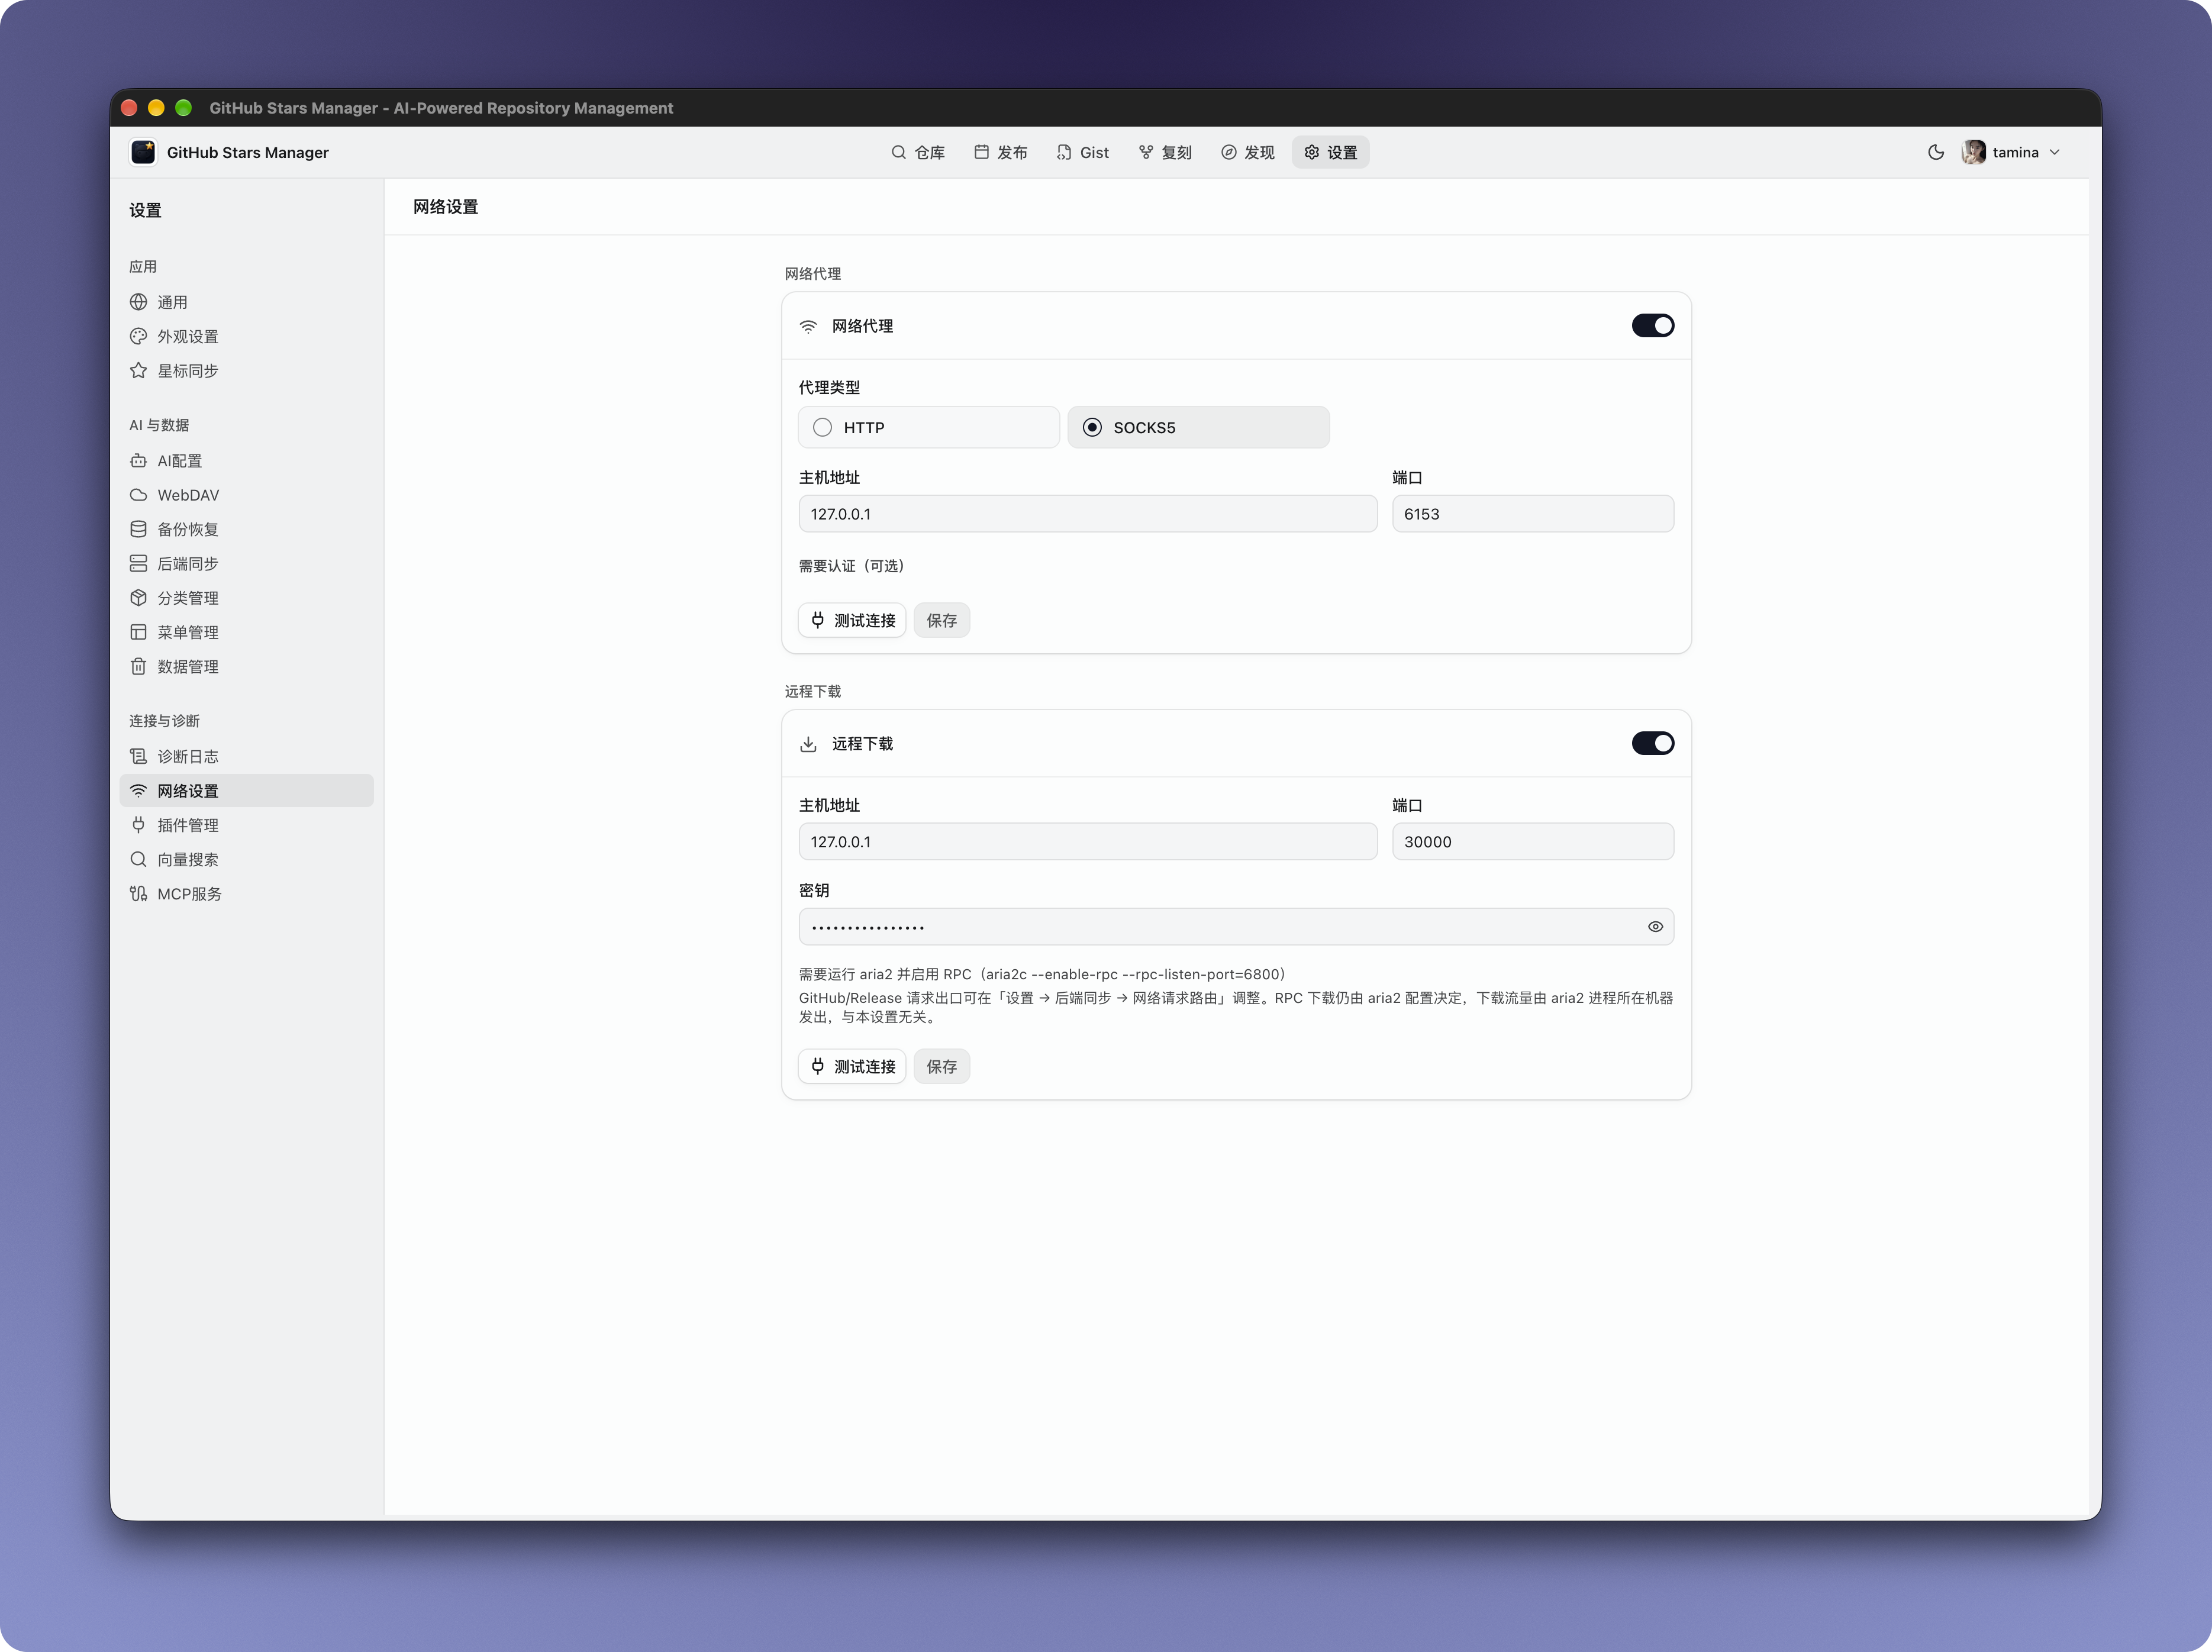 GitHub Stars Manager - AI-Powered Repository Management
GitHub Stars Manager
仓库
发布
Gist
复刻
发现
设置
tamina
设置
应用
通用
外观设置
星标同步
AI 与数据
AI配置
WebDAV
备份恢复
后端同步
分类管理
菜单管理
数据管理
连接与诊断
诊断日志
网络设置
插件管理
向量搜索
MCP服务
网络设置
网络代理
网络代理
代理类型
HTTP
SOCKS5
主机地址
端口
127.0.0.1
6153
需要认证（可选）
测试连接
保存
远程下载
远程下载
主机地址
端口
127.0.0.1
30000
密钥
••••••••••••••••
需要运行 aria2 并启用 RPC（aria2c --enable-rpc --rpc-listen-port=6800）
GitHub/Release 请求出口可在「设置 → 后端同步 → 网络请求路由」调整。RPC 下载仍由 aria2 配置决定，下载流量由 aria2 进程所在机器
发出，与本设置无关。
测试连接
保存